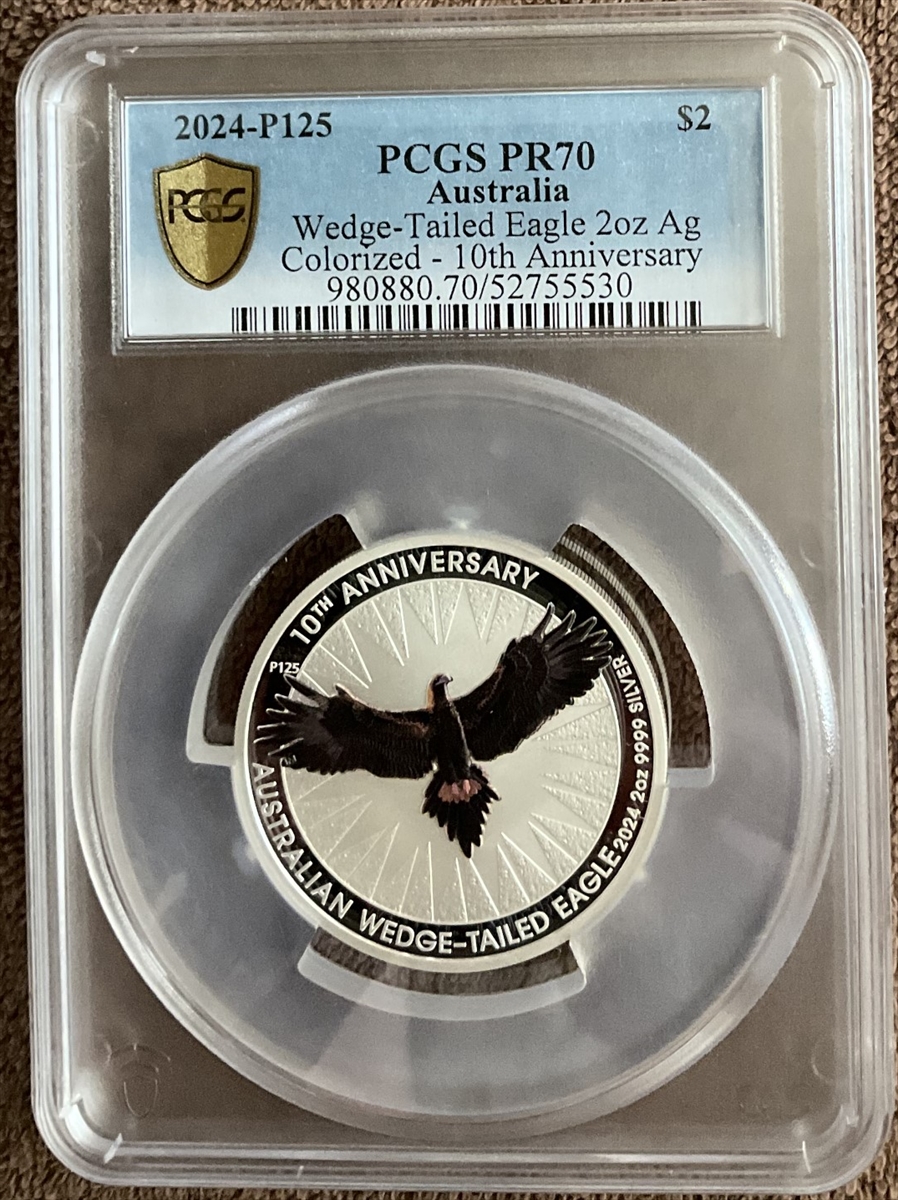 2024-P125 $2
PCGS PR70
Australia
PCGS
Wedge-Tailed Eagle 2oz Ag
Colorized - 10th Anniversary
980880.70/52755530
10TH ANNIVERSARY
P125
AUSTRALIAN WEDGE-TAILED EAGLE 2024 2oz 9999 SILVER